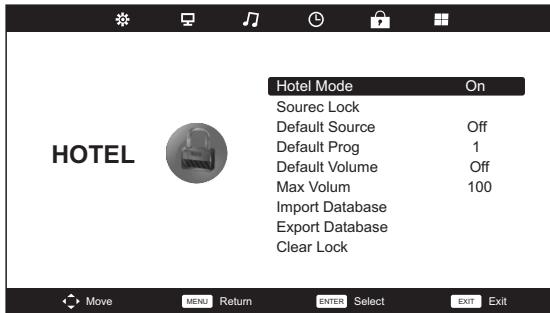 Hotel Mode On
Sourec Lock
Default Source Off
Default Prog 1
HOTEL
Default Volume Off
Max Volum 100
Import Database
Export Database
Clear Lock
Move MENU Return ENTER Select EXIT Exit